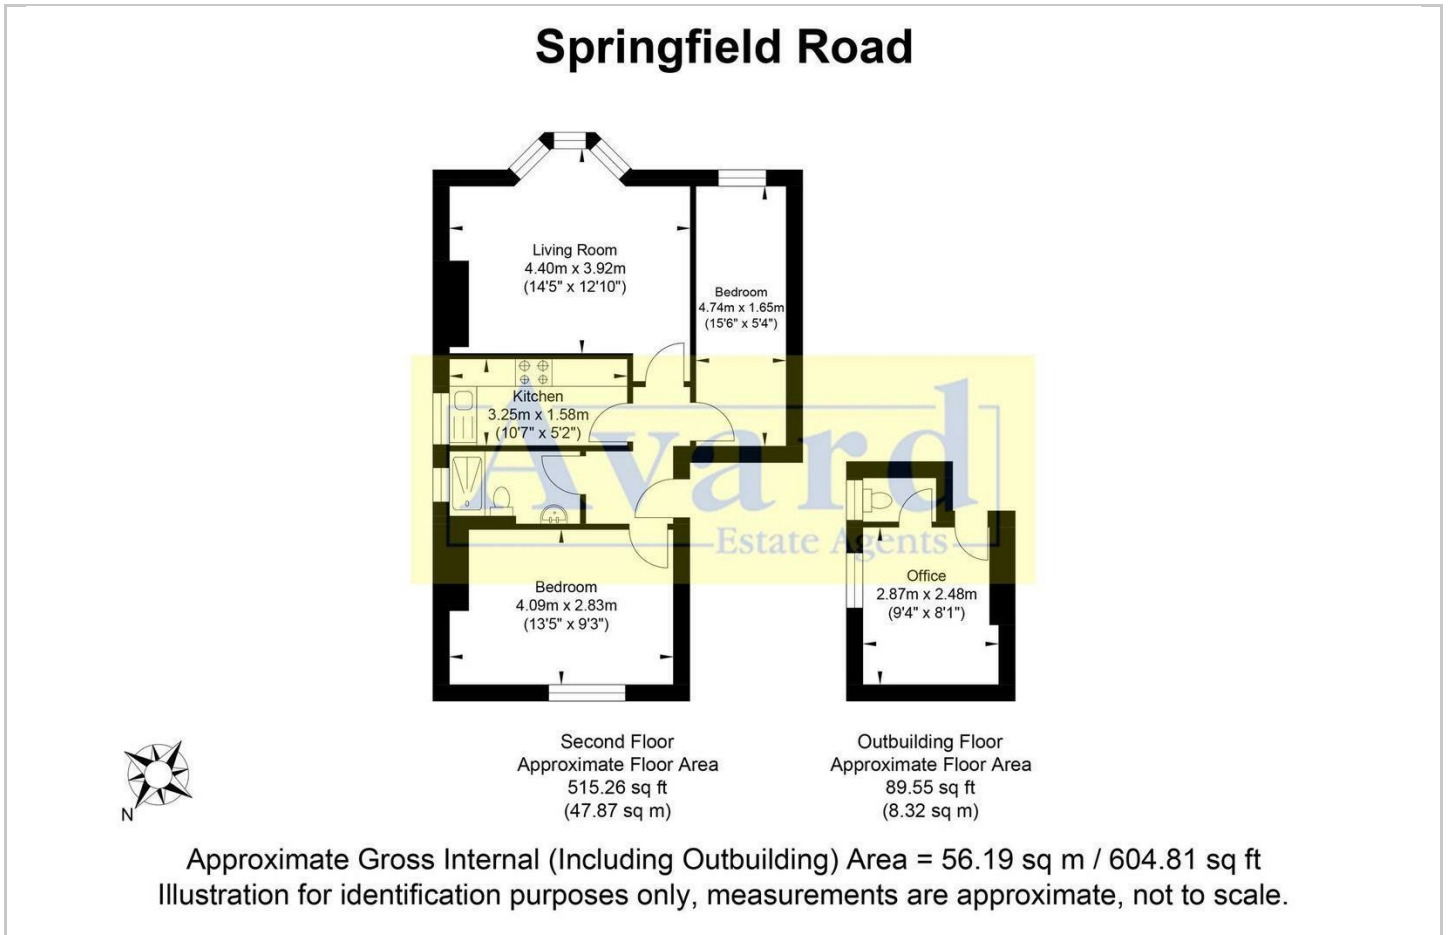 Springfield Road
Living Room
4.40m x 3.92m
(14'5" x 12'10")
Bedroom
4.74m x 1.65m
(15'6" x 5'4")
Kitchen
3.25m x 1.58m
(10'7" x 5'2")
Avard
Estate Agents
Bedroom
4.09m x 2.83m
(13'5" x 9'3")
Office
2.87m x 2.48m
(9'4" x 8'1")
N
Second Floor
Approximate Floor Area
515.26 sq ft
(47.87 sq m)
Outbuilding Floor
Approximate Floor Area
89.55 sq ft
(8.32 sq m)
Approximate Gross Internal (Including Outbuilding) Area = 56.19 sq m / 604.81 sq ft
Illustration for identification purposes only, measurements are approximate, not to scale.